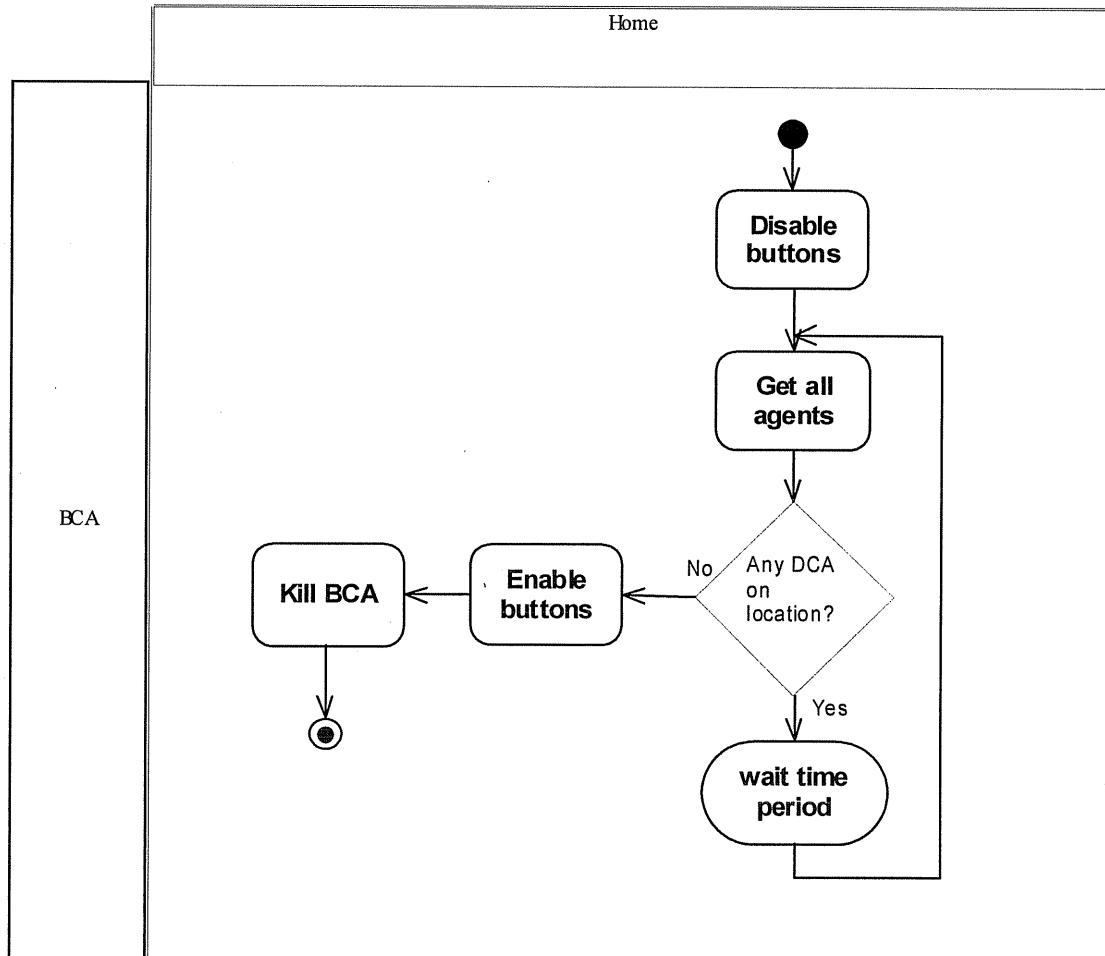 Home
Disable
buttons
Get all
agents
BCA
Kill BCA
Enable
buttons
No
Any DCA
on
location?
Yes
wait time
period